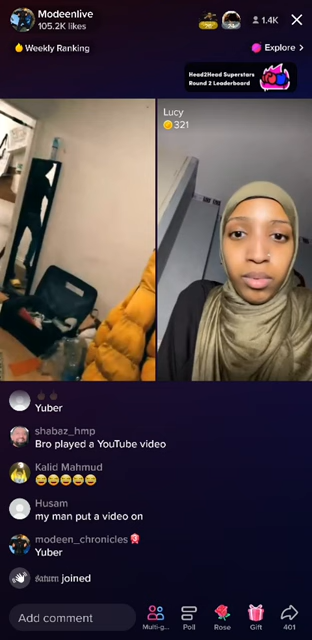 Modeenlive
105.2K likes
1.4K
Weekly Ranking
Explore >
Head2Head Superstars
Round 2 Leaderboard
Lucy
321
Yuber
shabaz_hmp
Bro played a YouTube video
Kalid Mahmud
😂😂😂😂😂
Husam
my man put a video on
modeen_chronicles
Yuber
saturn joined
Add comment
Multi-g...
Poll
Rose
Gift
401